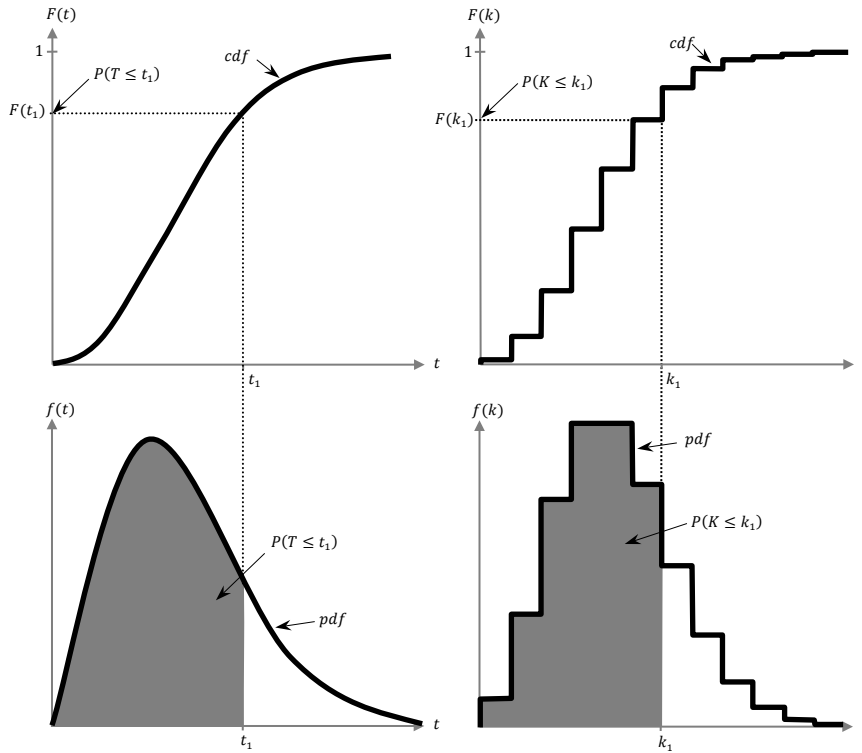 F(t)
1
P(T ≤ t₁)
cdf
F(t₁)
t₁
t
F(k)
1
cdf
P(K ≤ k₁)
F(k₁)
k₁
f(t)
P(T ≤ t₁)
pdf
t₁
t
f(k)
pdf
P(K ≤ k₁)
k₁